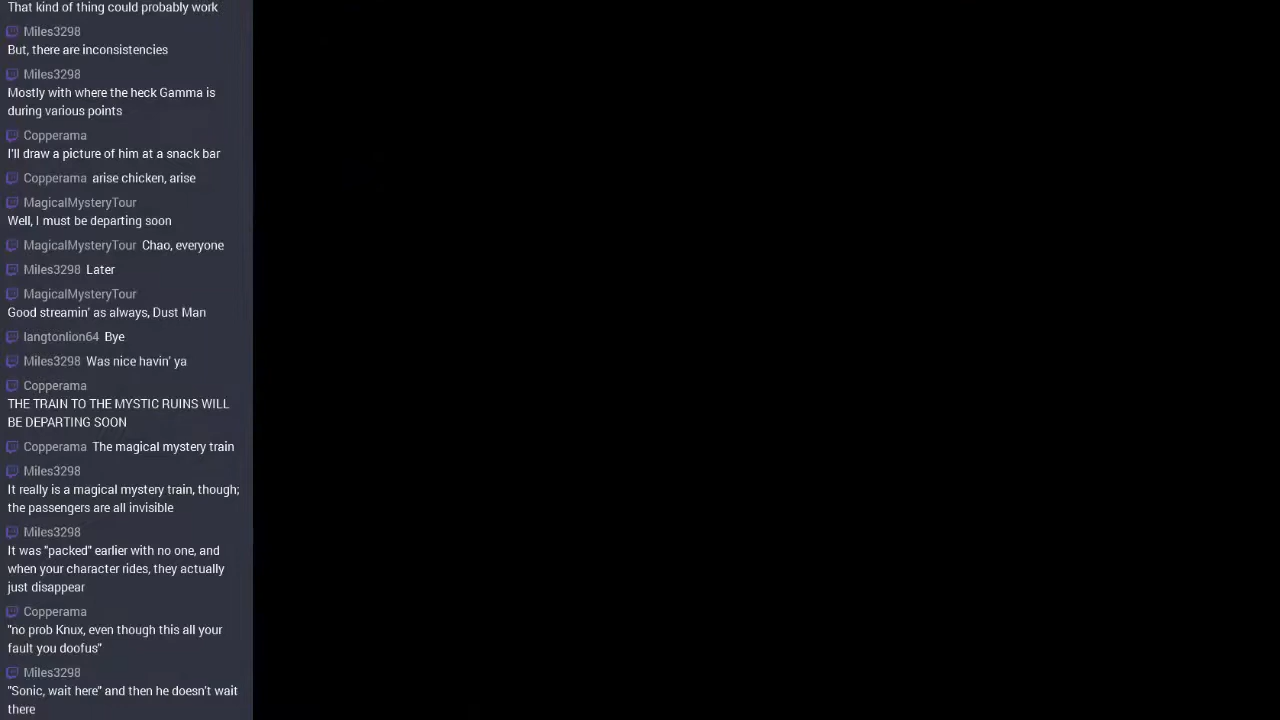 That kind of thing could probably work
Miles3298
But, there are inconsistencies
Miles3298
Mostly with where the heck Gamma is
during various points
Copperama
I'll draw a picture of him at a snack bar
Copperama arise chicken, arise
MagicalMysteryTour
Well, I must be departing soon
MagicalMysteryTour Chao, everyone
Miles3298 Later
MagicalMysteryTour
Good streamin' as always, Dust Man
langtonlion64 Bye
Miles3298 Was nice havin' ya
Copperama
THE TRAIN TO THE MYSTIC RUINS WILL
BE DEPARTING SOON
Copperama The magical mystery train
Miles3298
It really is a magical mystery train, though;
the passengers are all invisible
Miles3298
It was "packed" earlier with no one, and
when your character rides, they actually
just disappear
Copperama
"no prob Knux, even though this all your
fault you doofus"
Miles3298
"Sonic, wait here" and then he doesn't wait
there